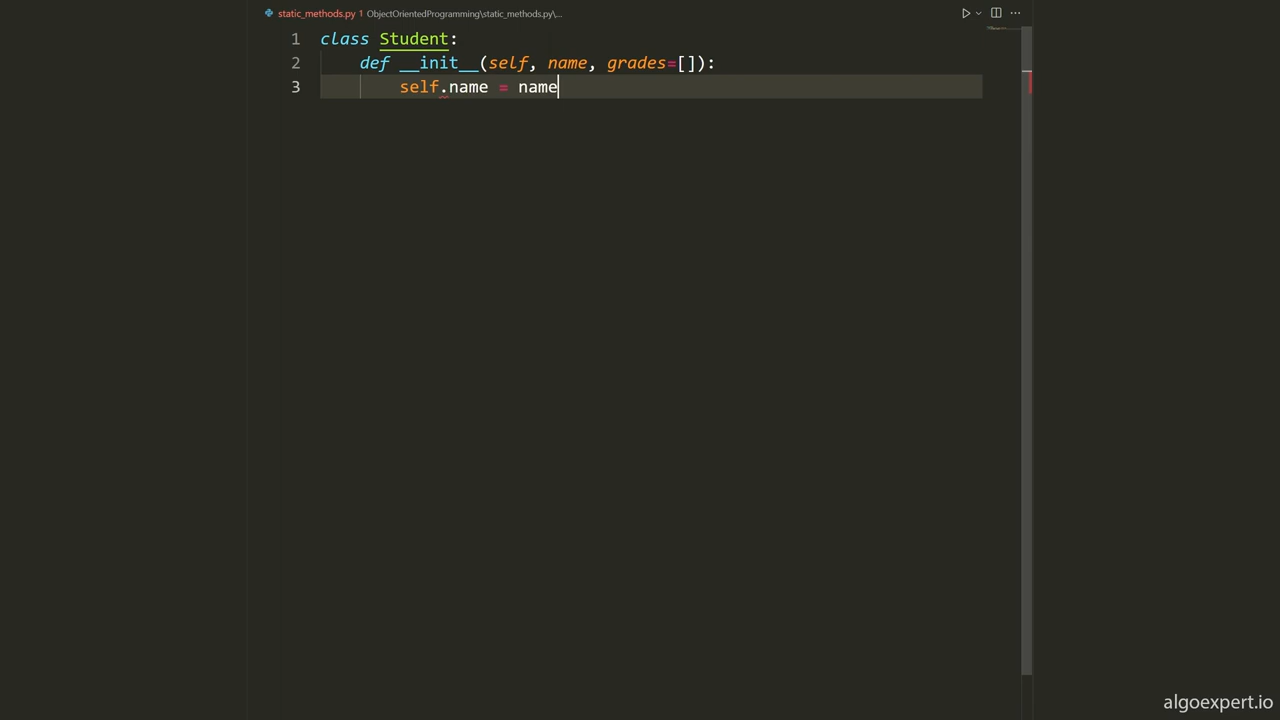 static_methods.py 1 ObjectOrientedProgramming\static_methods.py\...
1 class Student:
2 def __init__(self, name, grades=[]):
3 self.name = name
algoexpert.io